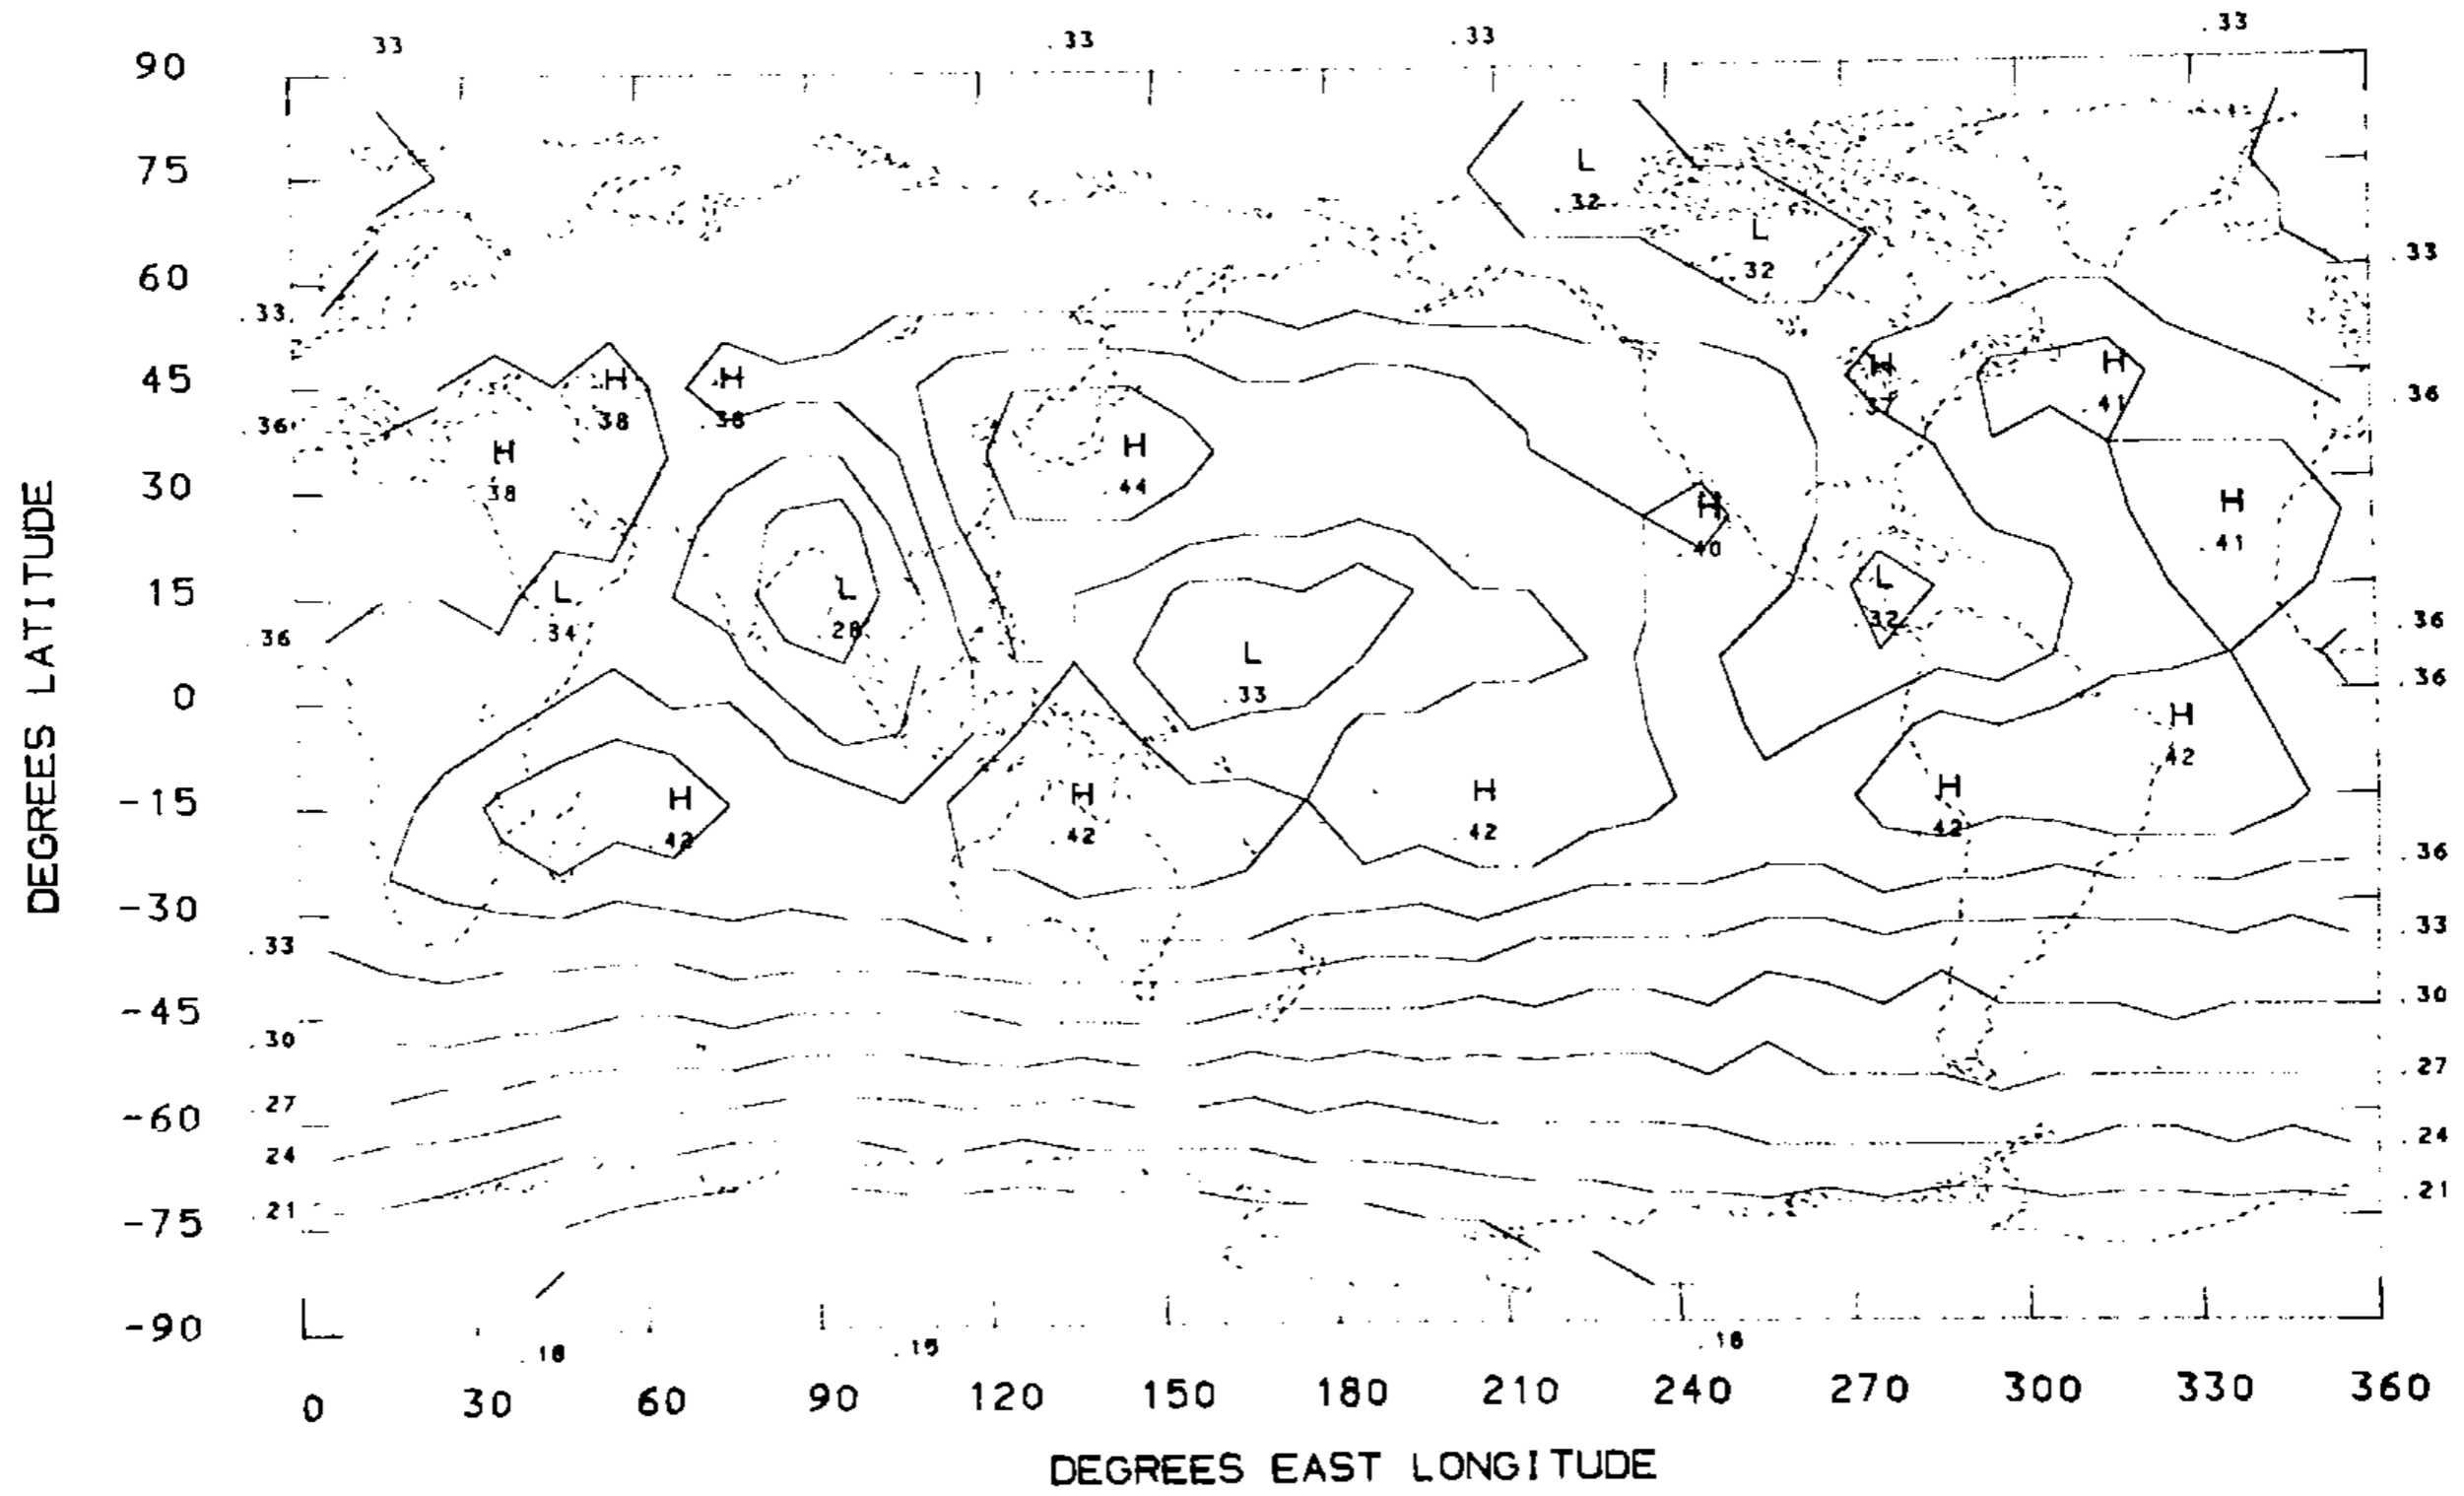 33 .33 .33 .33
90
75
L
.32
L
.32
60
.33
.33
45
H
.38
H
.38
H
.37
H
.41
.36
.36
H
.38
H
.44
30
H
.40
H
.41
15
L
.34
L
.28
L
.32
.36
.36
L
.33
.36
0
H
.42
-15
H
.42
H
.42
H
.42
H
.42
.36
-30
.33
.33
-45
.30
.30
.27
-60
.27
.24
.24
.21
-75
.21
-90
.18 .18
0 30 60 90 120 150 180 210 240 270 300 330 360
DEGREES EAST LONGITUDE
DEGREES LATITUDE